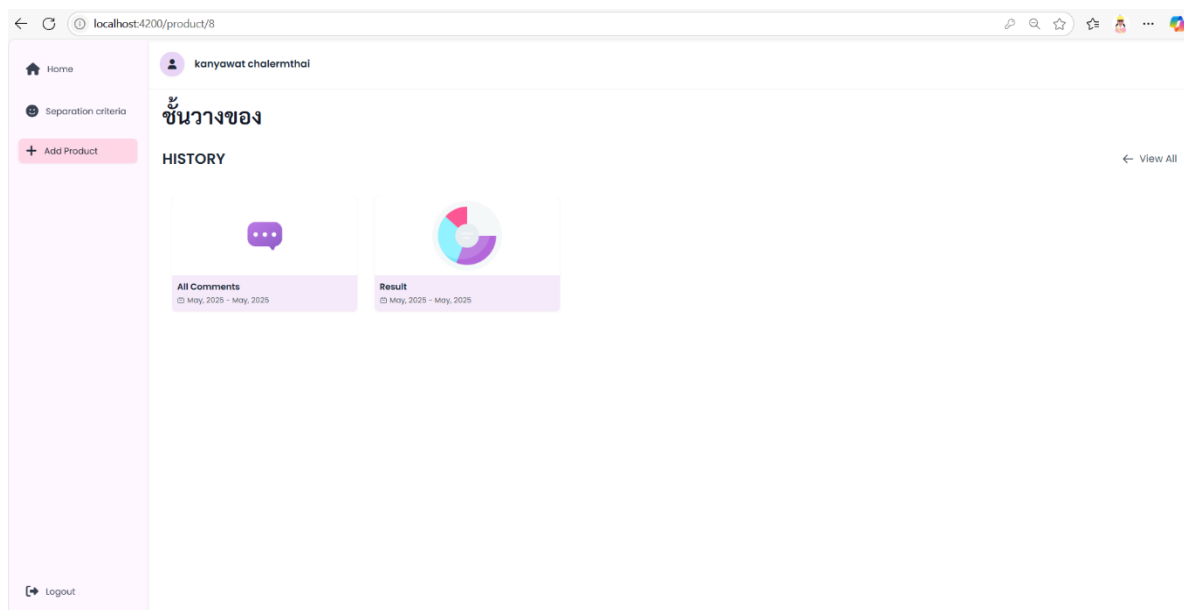 localhost:4200/product/8
Home
kanyawat chalermthai
Separation criteria
ชั้นวางของ
Add Product
HISTORY
View All
All Comments
May, 2025 - May, 2025
Result
May, 2025 - May, 2025
Logout